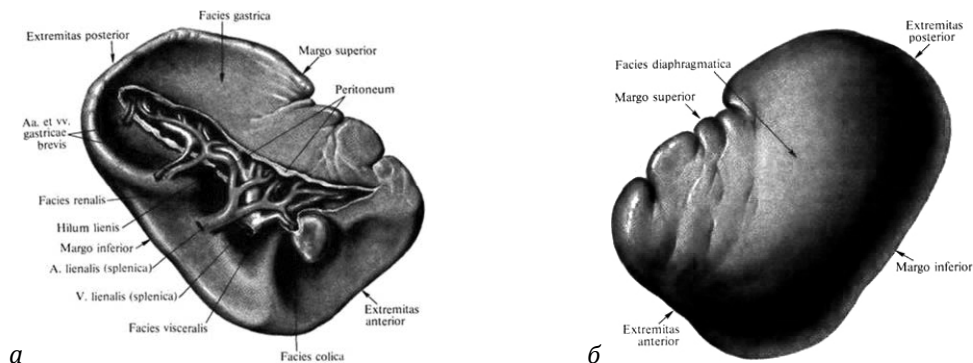 Facies gastrica
Extremitas posterior
Margo superior
Peritoneum
Aa. et vv.
gastricae
brevis
Facies renalis
Hilum lienis
Margo inferior
A. lienalis (splenica)
V. lienalis (splenica)
Facies visceralis
Facies colica
Extremitas
anterior
а
Extremitas
posterior
Facies diaphragmatica
Margo superior
Margo inferior
Extremitas
anterior
б